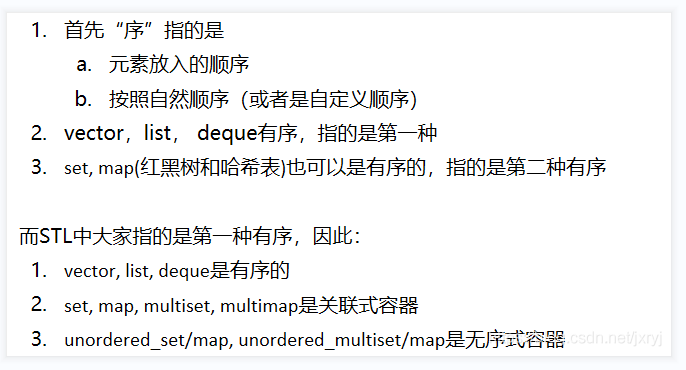 1. 首先“序”指的是
a. 元素放入的顺序
b. 按照自然顺序（或者是自定义顺序）
2. vector，list， deque有序，指的是第一种
3. set, map(红黑树和哈希表)也可以是有序的，指的是第二种有序
而STL中大家指的是第一种有序，因此：
1. vector, list, deque是有序的
2. set, map, multiset, multimap是关联式容器
3. unordered_set/map, unordered_multiset/map是无序式容器
csdn.net/jxryj